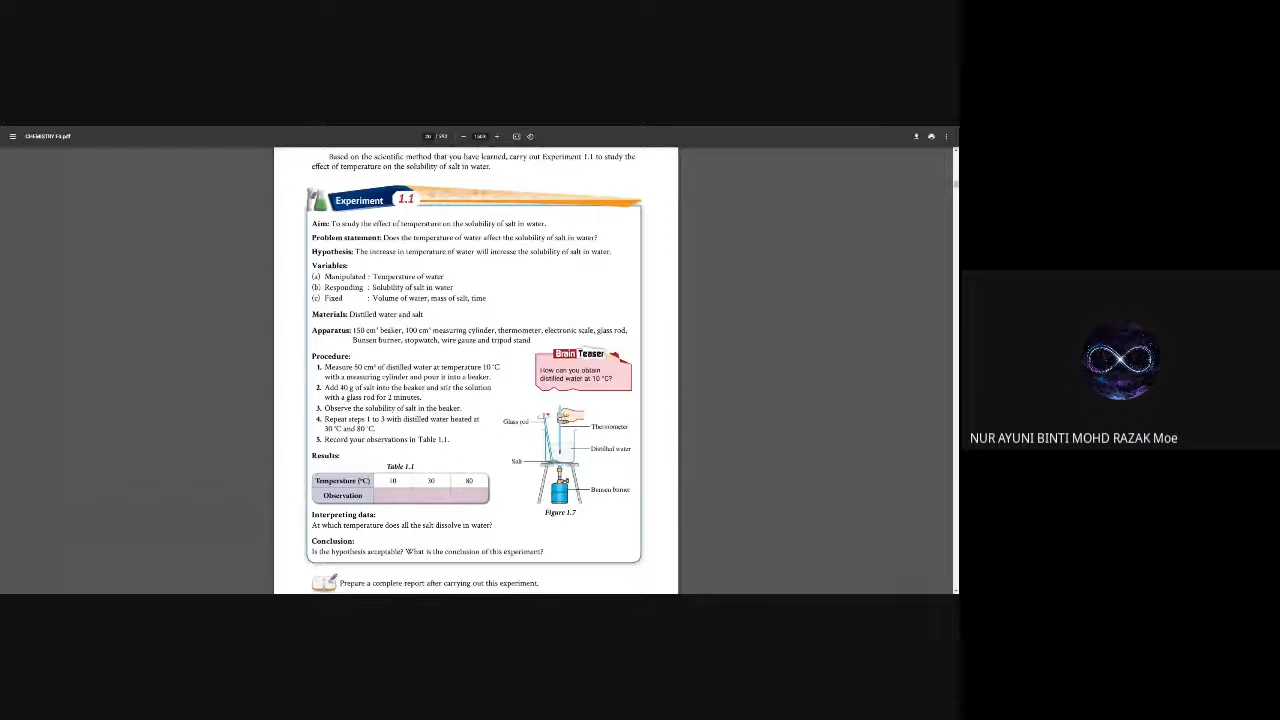 CHEMISTRY F4.pdf
20 / 292
150%
Based on the scientific method that you have learned, carry out Experiment 1.1 to study the
effect of temperature on the solubility of salt in water.
Experiment 1.1
Aim: To study the effect of temperature on the solubility of salt in water.
Problem statement: Does the temperature of water affect the solubility of salt in water?
Hypothesis: The increase in temperature of water will increase the solubility of salt in water.
Variables:
(a) Manipulated : Temperature of water
(b) Responding : Solubility of salt in water
(c) Fixed : Volume of water, mass of salt, time
Materials: Distilled water and salt
Apparatus: 150 cm³ beaker, 100 cm³ measuring cylinder, thermometer, electronic scale, glass rod,
Bunsen burner, stopwatch, wire gauze and tripod stand
Procedure:
1. Measure 50 cm³ of distilled water at temperature 10 °C
with a measuring cylinder and pour it into a beaker.
2. Add 40 g of salt into the beaker and stir the solution
with a glass rod for 2 minutes.
3. Observe the solubility of salt in the beaker.
4. Repeat steps 1 to 3 with distilled water heated at
30 °C and 80 °C.
5. Record your observations in Table 1.1.
Brain Teaser
How can you obtain
distilled water at 10 °C?
Glass rod
Thermometer
Distilled water
Salt
Bunsen burner
Figure 1.7
Results:
Table 1.1
Temperature (°C) 10 30 80
Observation
Interpreting data:
At which temperature does all the salt dissolve in water?
Conclusion:
Is the hypothesis acceptable? What is the conclusion of this experiment?
Prepare a complete report after carrying out this experiment.
NUR AYUNI BINTI MOHD RAZAK Moe